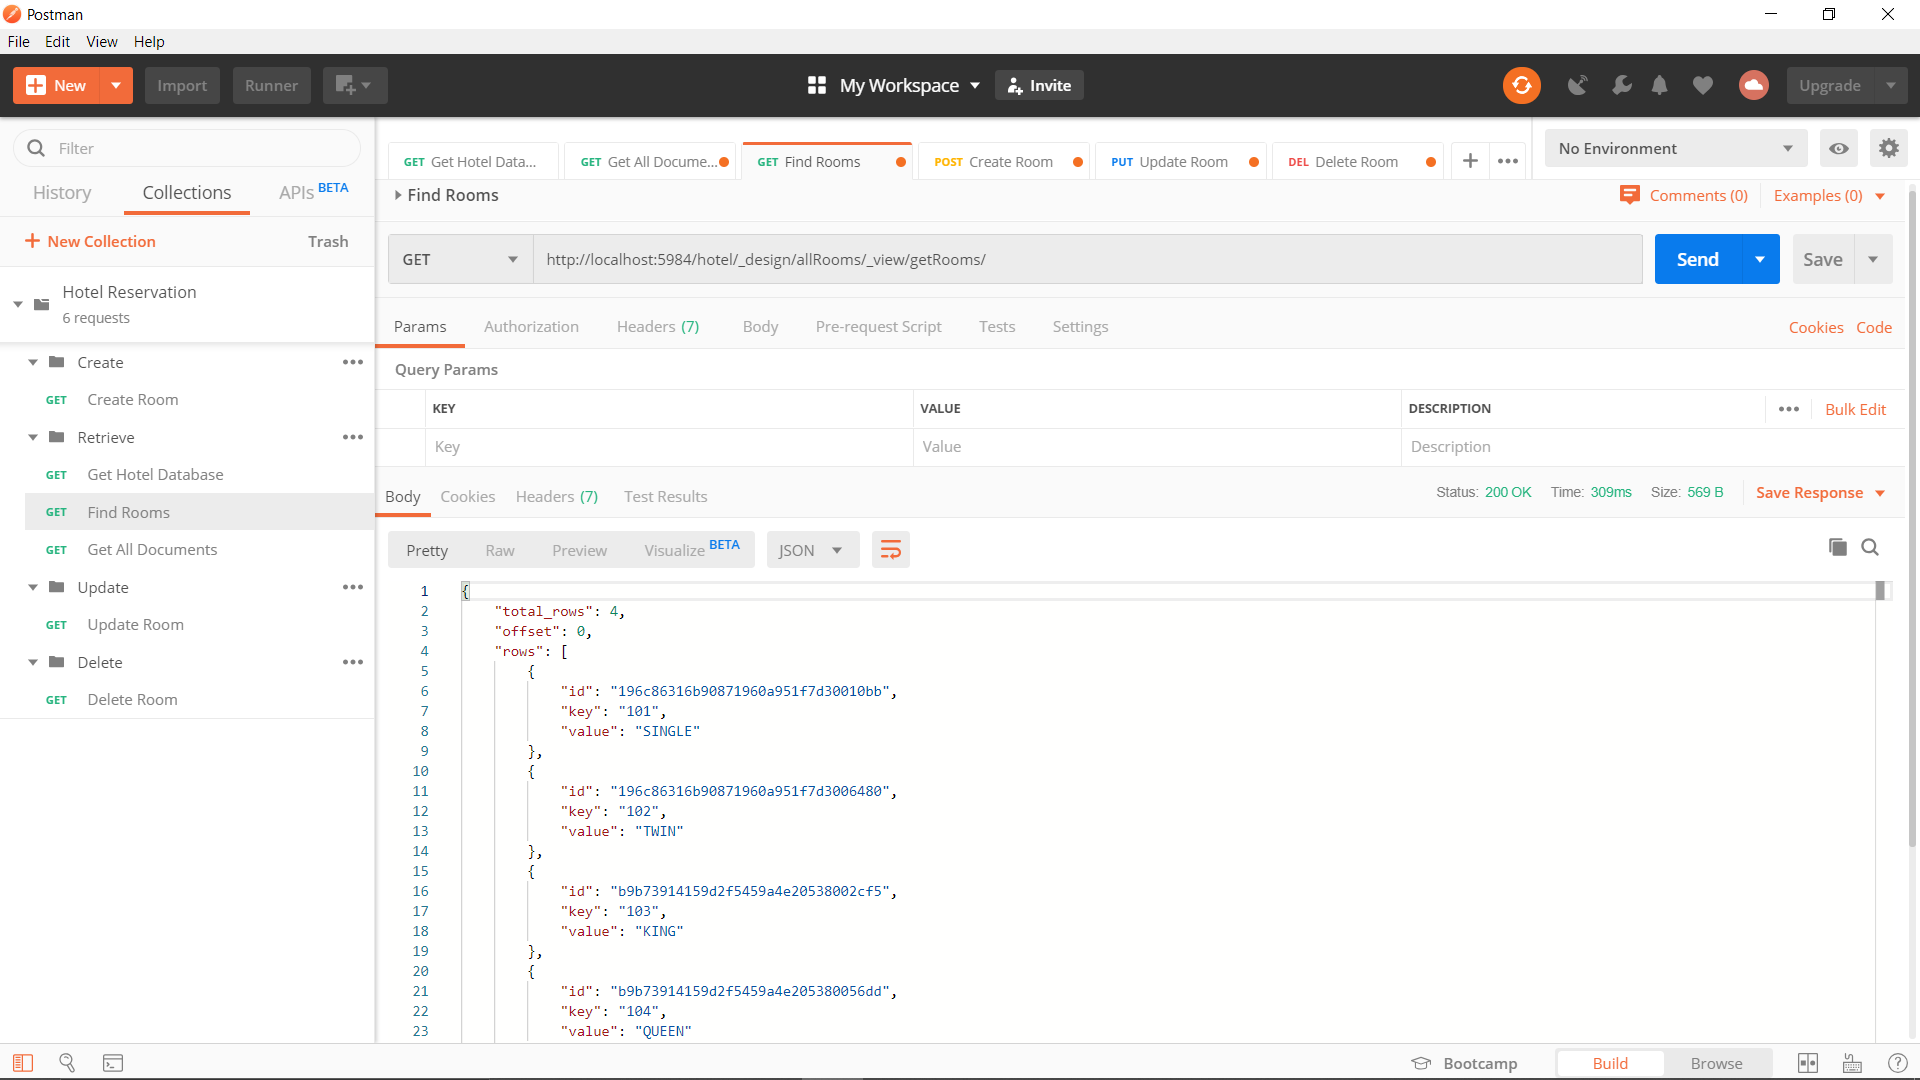 Postman
File Edit View Help
New Import Runner My Workspace Invite Upgrade
Filter
History Collections APIs BETA
New Collection Trash
Hotel Reservation
6 requests
Create
GET Create Room
Retrieve
GET Get Hotel Database
GET Find Rooms
GET Get All Documents
Update
GET Update Room
Delete
GET Delete Room
GET Get Hotel Data... GET Get All Docume... GET Find Rooms POST Create Room PUT Update Room DEL Delete Room No Environment
Find Rooms Comments (0) Examples (0)
GET http://localhost:5984/hotel/_design/allRooms/_view/getRooms/ Send Save
Params Authorization Headers (7) Body Pre-request Script Tests Settings Cookies Code
Query Params
KEY VALUE DESCRIPTION Bulk Edit
Key Value Description
Body Cookies Headers (7) Test Results Status: 200 OK Time: 309ms Size: 569 B Save Response
Pretty Raw Preview Visualize BETA JSON
1 {
2 "total_rows": 4,
3 "offset": 0,
4 "rows": [
5 {
6 "id": "196c86316b90871960a951f7d30010bb",
7 "key": "101",
8 "value": "SINGLE"
9 },
10 {
11 "id": "196c86316b90871960a951f7d3006480",
12 "key": "102",
13 "value": "TWIN"
14 },
15 {
16 "id": "b9b73914159d2f5459a4e20538002cf5",
17 "key": "103",
18 "value": "KING"
19 },
20 {
21 "id": "b9b73914159d2f5459a4e205380056dd",
22 "key": "104",
23 "value": "QUEEN"
Bootcamp Build Browse